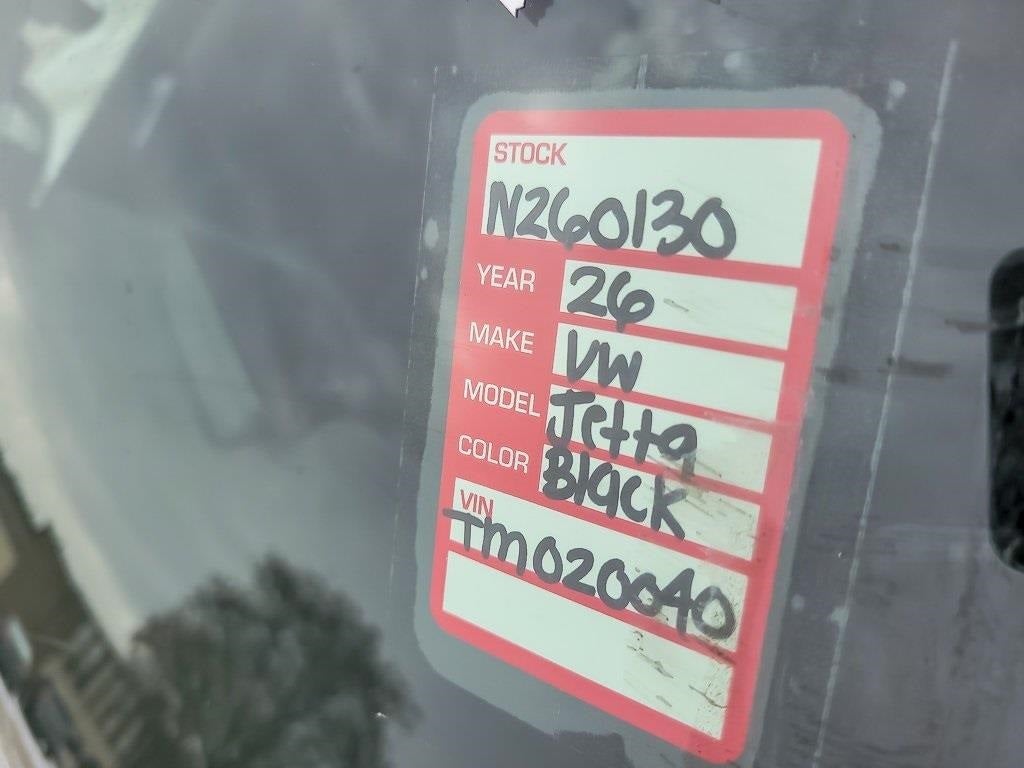 STOCK
N260130
YEAR 26
MAKE VW
MODEL Jetta
COLOR Black
VIN
TM020040